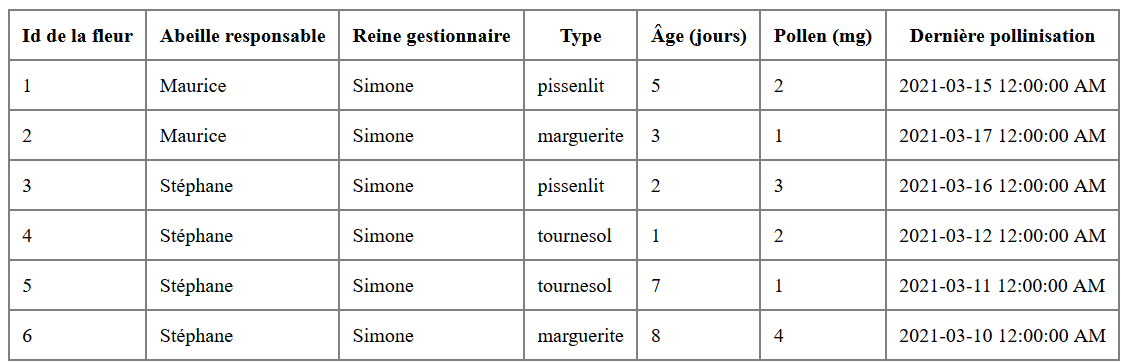 Id de la fleur Abeille responsable Reine gestionnaire Type Âge (jours) Pollen (mg) Dernière pollinisation
1 Maurice Simone pissenlit 5 2 2021-03-15 12:00:00 AM
2 Maurice Simone marguerite 3 1 2021-03-17 12:00:00 AM
3 Stéphane Simone pissenlit 2 3 2021-03-16 12:00:00 AM
4 Stéphane Simone tournesol 1 2 2021-03-12 12:00:00 AM
5 Stéphane Simone tournesol 7 1 2021-03-11 12:00:00 AM
6 Stéphane Simone marguerite 8 4 2021-03-10 12:00:00 AM